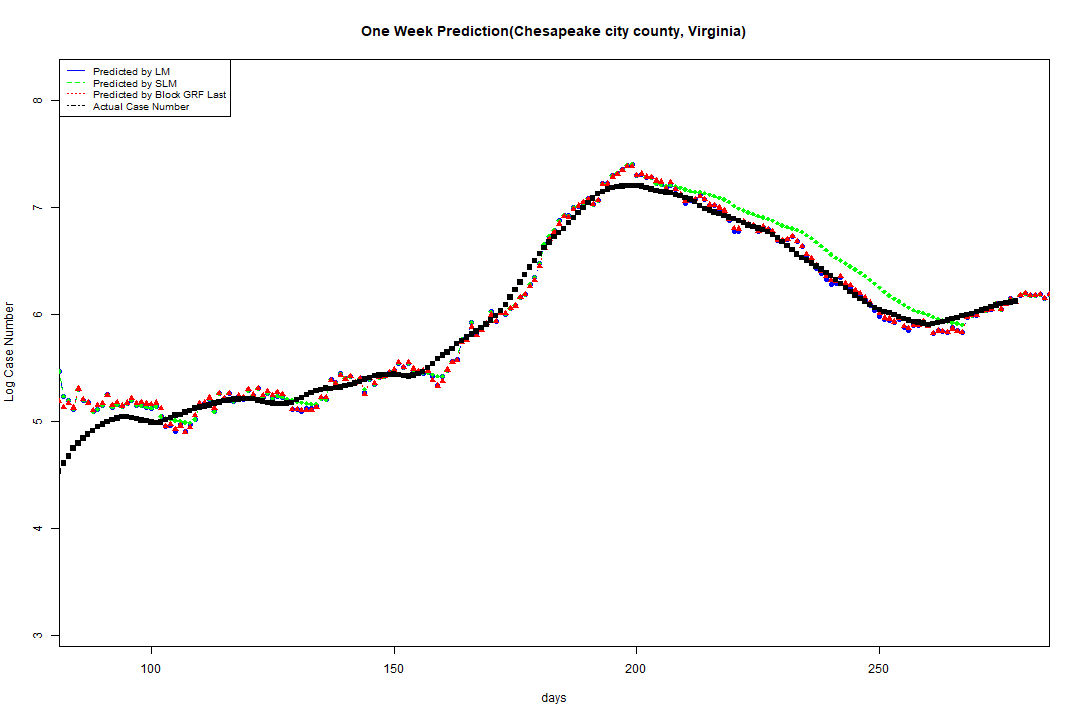 One Week Prediction(Chesapeake city county, Virginia)
Predicted by LM
Predicted by SLM
Predicted by Block GRF Last
Actual Case Number
8
7
6
5
4
3
Log Case Number
100 150 200 250
days